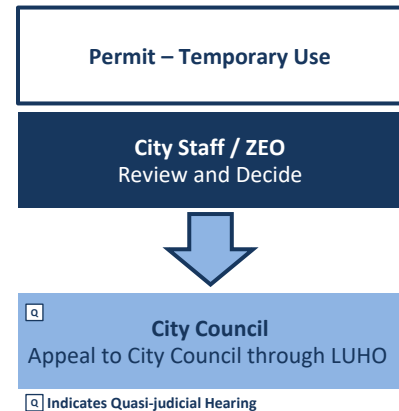 Permit – Temporary Use
City Staff / ZEO
Review and Decide
Q
City Council
Appeal to City Council through LUHO
Q Indicates Quasi-judicial Hearing